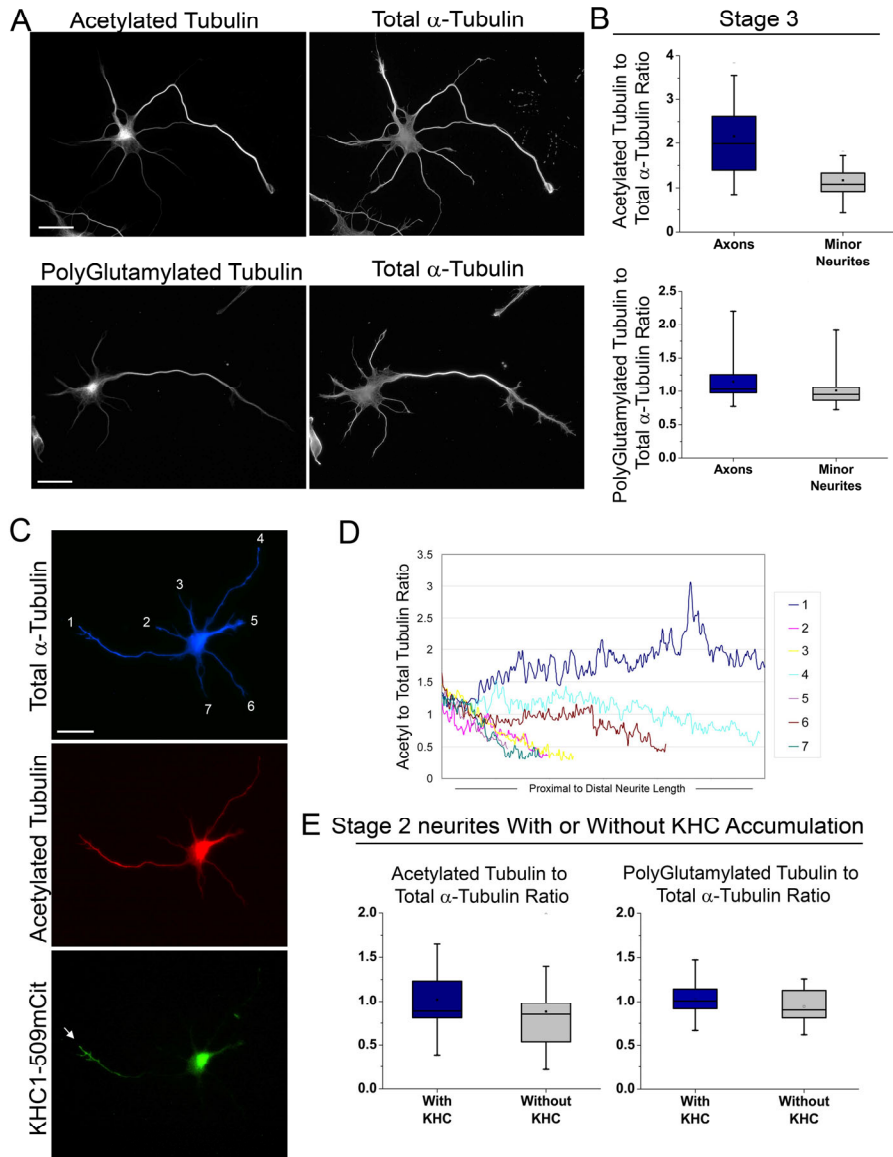 A
Acetylated Tubulin
Total α-Tubulin
PolyGlutamylated Tubulin
Total α-Tubulin
B
Stage 3
Acetylated Tubulin to
Total α-Tubulin Ratio
4
3
2
1
0
Axons
Minor
Neurites
PolyGlutamylated Tubulin to
Total α-Tubulin Ratio
2.5
2.0
1.5
1.0
0.5
0.0
Axons
Minor
Neurites
C
Total α-Tubulin
1
2
3
4
5
6
7
Acetylated Tubulin
KHC1-509mCit
D
Acetyl to Total Tubulin Ratio
3.5
3
2.5
2
1.5
1
0.5
0
Proximal to Distal Neurite Length
1
2
3
4
5
6
7
E
Stage 2 neurites With or Without KHC Accumulation
Acetylated Tubulin to
Total α-Tubulin Ratio
2.0
1.5
1.0
0.5
0.0
With
KHC
Without
KHC
PolyGlutamylated Tubulin to
Total α-Tubulin Ratio
2.0
1.5
1.0
0.5
0.0
With
KHC
Without
KHC